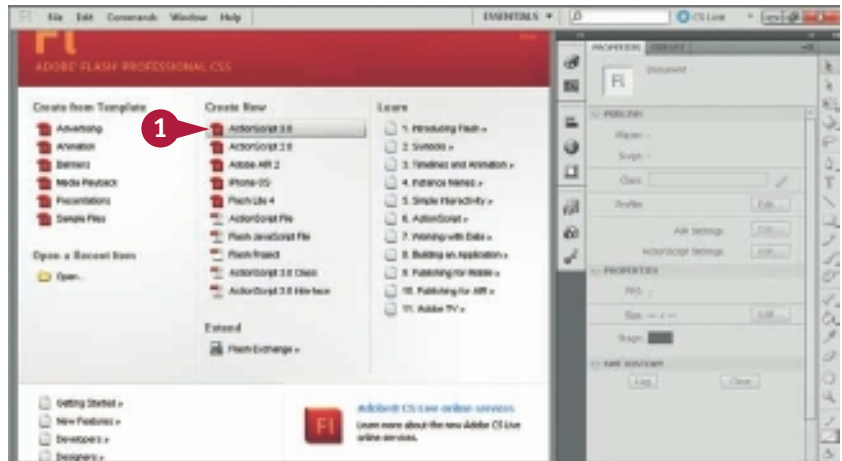 Fl File Edit Commands Window Help ESSENTIALS CS Live
Fl
ADOBE® FLASH® PROFESSIONAL CS5
Create from Template
Advertising
Animation
Banners
Media Playback
Presentations
Sample Files
Open a Recent Item
Open...
Create New
1
ActionScript 3.0
ActionScript 2.0
Adobe AIR 2
iPhone OS
Flash Lite 4
ActionScript File
Flash JavaScript File
Flash Project
ActionScript 3.0 Class
ActionScript 3.0 Interface
Extend
Flash Exchange »
Learn
1. Introducing Flash »
2. Symbols »
3. Timelines and Animation »
4. Instance Names »
5. Simple Interactivity »
6. ActionScript »
7. Working with Data »
8. Building an Application »
9. Publishing for Mobile »
10. Publishing for AIR »
11. Adobe TV »
Getting Started »
New Features »
Developers »
Designers »
Fl
Adobe® CS Live online services
Learn more about the new Adobe CS Live
online services.
PROPERTIES LIBRARY
Fl Document
PUBLISH
Player: -
Script: -
Class:
Profile: Edit...
AIR Settings Edit...
ActionScript Settings Edit...
PROPERTIES
FPS: -
Size: -- x -- Edit...
Stage:
SWF HISTORY
Log Clear